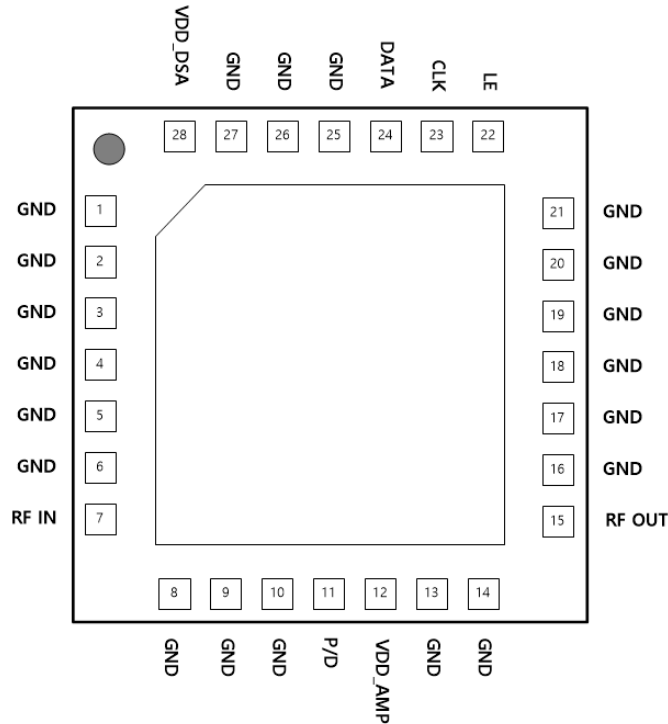 VDD_DSA GND GND GND DATA CLK LE
28 27 26 25 24 23 22
GND 1 21 GND
GND 2 20 GND
GND 3 19 GND
GND 4 18 GND
GND 5 17 GND
GND 6 16 GND
RF IN 7 15 RF OUT
8 9 10 11 12 13 14
GND GND GND P/D VDD_AMP GND GND